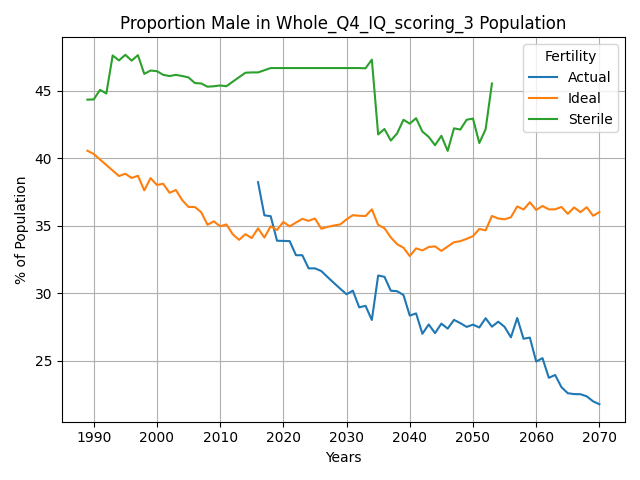 Proportion Male in Whole_Q4_IQ_scoring_3 Population
Fertility
Actual
Ideal
Sterile
% of Population
45
40
35
30
25
1990 2000 2010 2020 2030 2040 2050 2060 2070
Years